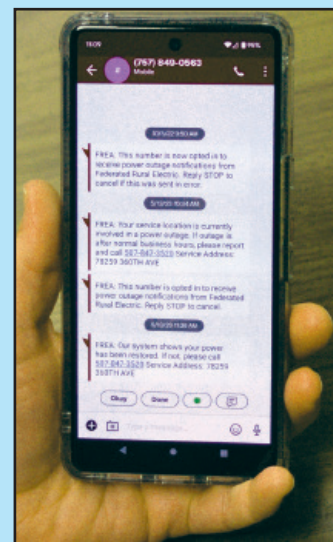 (757) 849-0563
Mobile
FREA: This number is now opted in to
receive power outage notifications from
Federated Rural Electric. Reply STOP to
cancel if this was sent in error.
FREA: Your service location is currently
involved in a power outage. If outage is
after normal business hours, please report
and call 507-847-3520 Service Address:
78259 360TH AVE
FREA: This number is opted in to receive
power outage notifications from Federated
Rural Electric. Reply STOP to cancel.
FREA: Our system shows your power
has been restored. If not, please call
507-847-3520 Service Address: 78259
360TH AVE
Okay
Done
Type a message...